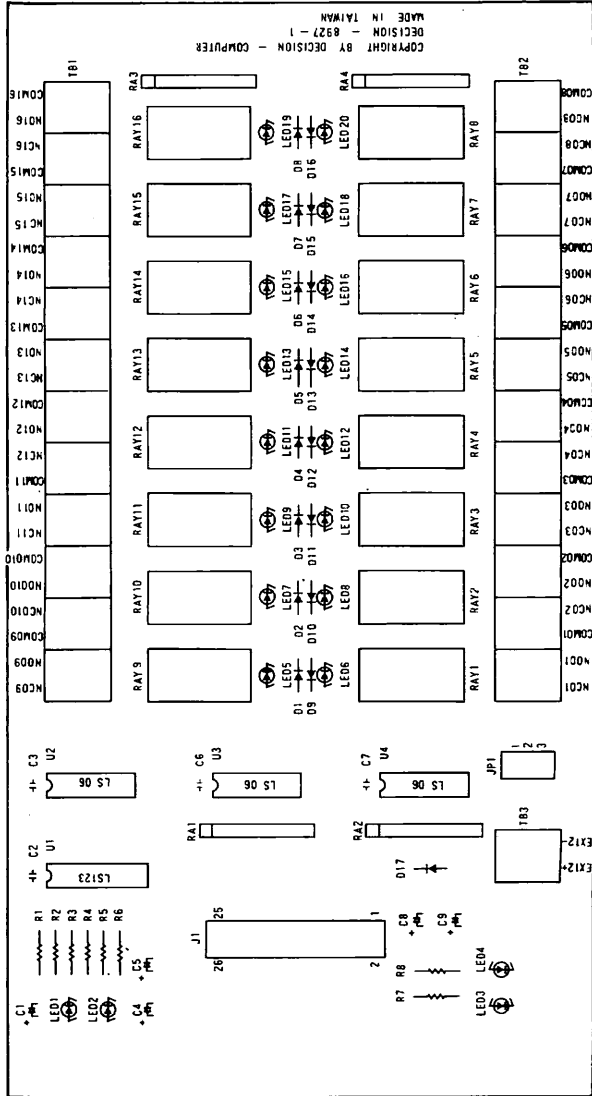 COPYRIGHT BY DECISION - COMPUTER
DECISION - 8927-1
MADE IN TAIWAN
TB1
COM16
NO16
NC16
COM15
NC15
NC15
COM14
NO14
NC14
COM13
NO13
NC13
COM12
NO12
NC12
COM11
NO11
NC11
COM010
NO010
NC010
COM09
NO09
NC09
RA3
RAY16
RAY15
RAY14
RAY13
RAY12
RAY11
RAY10
RAY 9
LED19
D8
D16
LED20
LED17
D7
D15
LED18
LED15
D6
D14
LED16
LED13
D5
D13
LED14
LED11
D4
D12
LED12
LED9
D3
D11
LED10
LED7
D2
D10
LED8
LED5
D1
D9
LED6
RA4
RAY8
RAY7
RAY6
RAY5
RAY4
RAY3
RAY2
RAY1
TB2
COM08
NC08
COM07
NO07
NC07
COM06
NO06
NC06
COM05
NO05
NC05
COM04
NO04
NC04
COM03
NO03
NC03
COM02
NO02
NC02
COM01
NO01
NC01
C3
U2
LS 06
C6
U3
LS 06
C7
U4
LS 06
JP1
1
2
3
C2
U1
LS123
RA1
RA2
D17
TB3
EX12-
EX12+
R1
R2
R3
R4
R5
R6
C5
+
C1
+
LED1
LED2
C4
+
J1
25
26
1
2
C8
+
C9
+
R8
R7
LED4
LED3